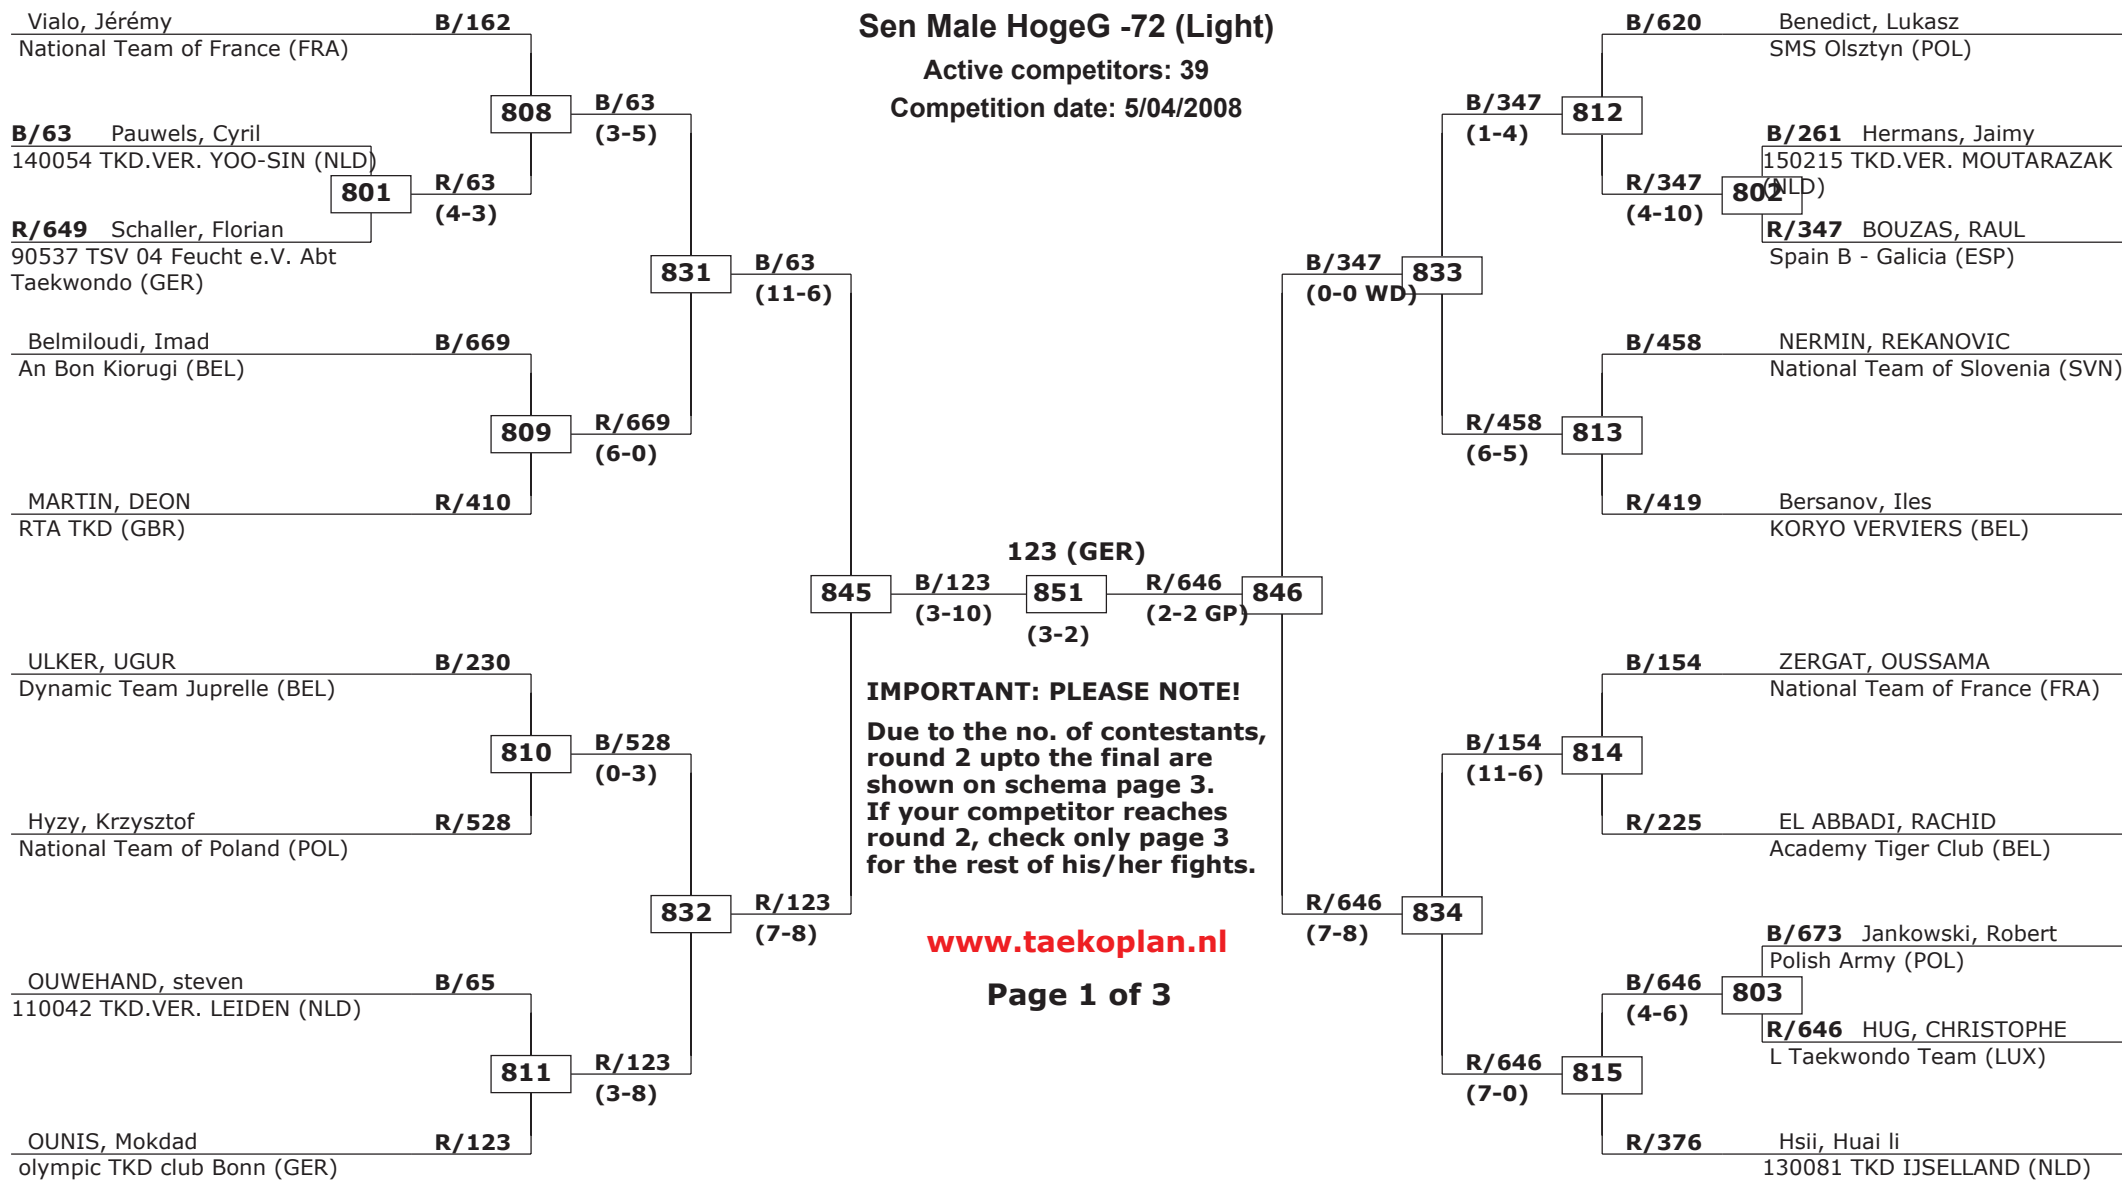 Sen Male HogeG -72 (Light)
Active competitors: 39
Competition date: 5/04/2008
Vialo, Jérémy B/162
National Team of France (FRA)
B/63 Pauwels, Cyril
140054 TKD.VER. YOO-SIN (NLD)
801
R/63
(4-3)
R/649 Schaller, Florian
90537 TSV 04 Feucht e.V. Abt
Taekwondo (GER)
808
B/63
(3-5)
831
B/63
(11-6)
Belmiloudi, Imad B/669
An Bon Kiorugi (BEL)
809
R/669
(6-0)
MARTIN, DEON R/410
RTA TKD (GBR)
ULKER, UGUR B/230
Dynamic Team Juprelle (BEL)
810
B/528
(0-3)
Hyzy, Krzysztof R/528
National Team of Poland (POL)
832
R/123
(7-8)
OUWEHAND, steven B/65
110042 TKD.VER. LEIDEN (NLD)
811
R/123
(3-8)
OUNIS, Mokdad R/123
olympic TKD club Bonn (GER)
123 (GER)
845
B/123
(3-10)
851
(3-2)
R/646
(2-2 GP)
846
IMPORTANT: PLEASE NOTE!
Due to the no. of contestants,
round 2 upto the final are
shown on schema page 3.
If your competitor reaches
round 2, check only page 3
for the rest of his/her fights.
www.taekoplan.nl
Page 1 of 3
B/620 Benedict, Lukasz
SMS Olsztyn (POL)
B/347
(1-4)
812
B/261 Hermans, Jaimy
150215 TKD.VER. MOUTARAZAK
(NLD)
R/347
(4-10)
802
R/347 BOUZAS, RAUL
Spain B - Galicia (ESP)
B/347
(0-0 WD)
833
B/458 NERMIN, REKANOVIC
National Team of Slovenia (SVN)
R/458
(6-5)
813
R/419 Bersanov, Iles
KORYO VERVIERS (BEL)
B/154 ZERGAT, OUSSAMA
National Team of France (FRA)
B/154
(11-6)
814
R/225 EL ABBADI, RACHID
Academy Tiger Club (BEL)
R/646
(7-8)
834
B/673 Jankowski, Robert
Polish Army (POL)
B/646
(4-6)
803
R/646 HUG, CHRISTOPHE
L Taekwondo Team (LUX)
R/646
(7-0)
815
R/376 Hsii, Huai li
130081 TKD IJSELLAND (NLD)